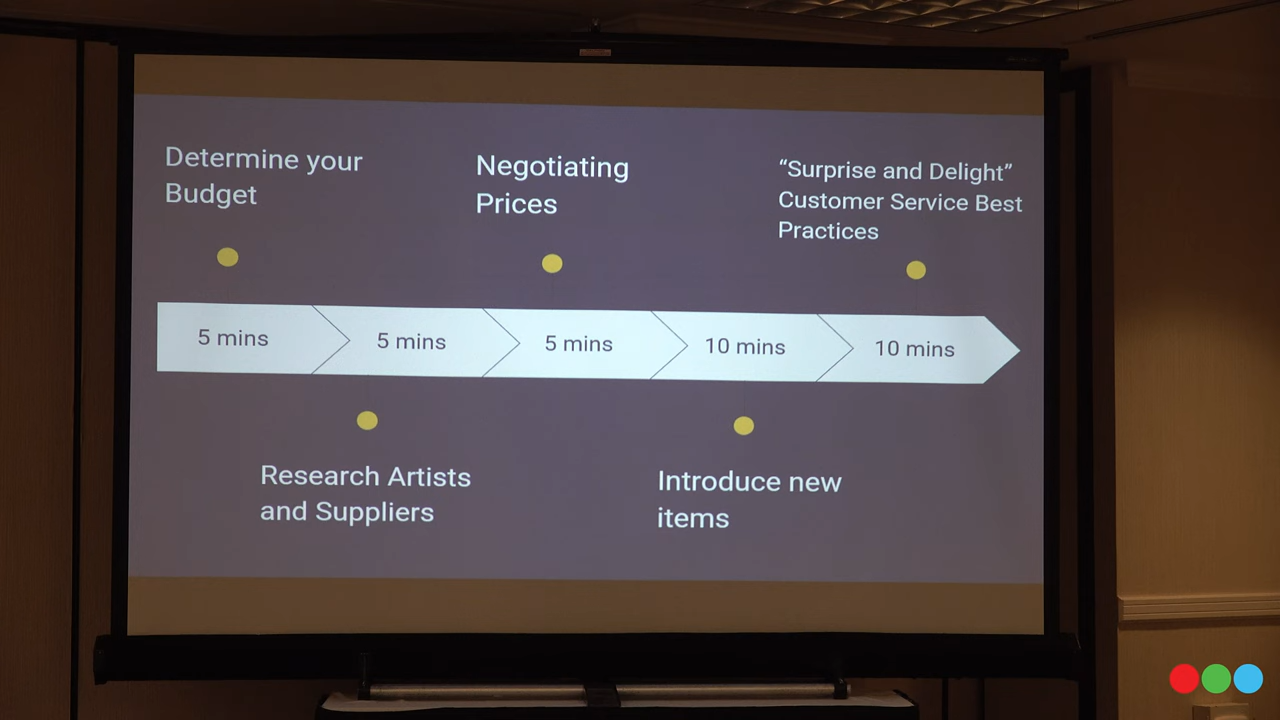 Determine your
Budget
Negotiating
Prices
“Surprise and Delight”
Customer Service Best
Practices
5 mins
5 mins
5 mins
10 mins
10 mins
Research Artists
and Suppliers
Introduce new
items